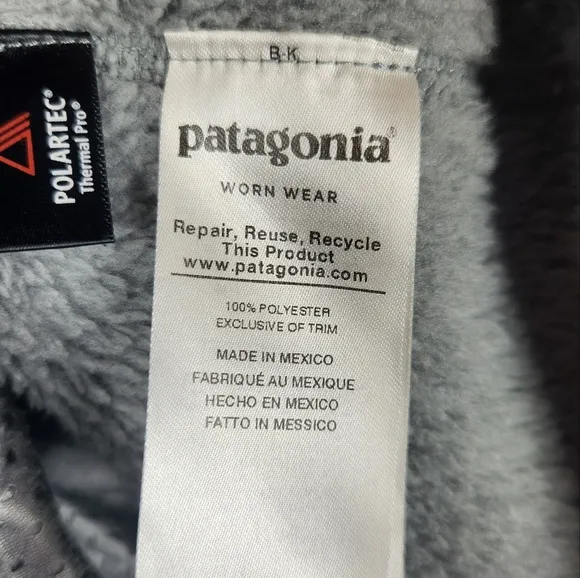 POLARTEC®
Thermal Pro®
B-K
patagonia®
WORN WEAR
Repair, Reuse, Recycle
This Product
www.patagonia.com
100% POLYESTER
EXCLUSIVE OF TRIM
MADE IN MEXICO
FABRIQUÉ AU MEXIQUE
HECHO EN MEXICO
FATTO IN MESSICO